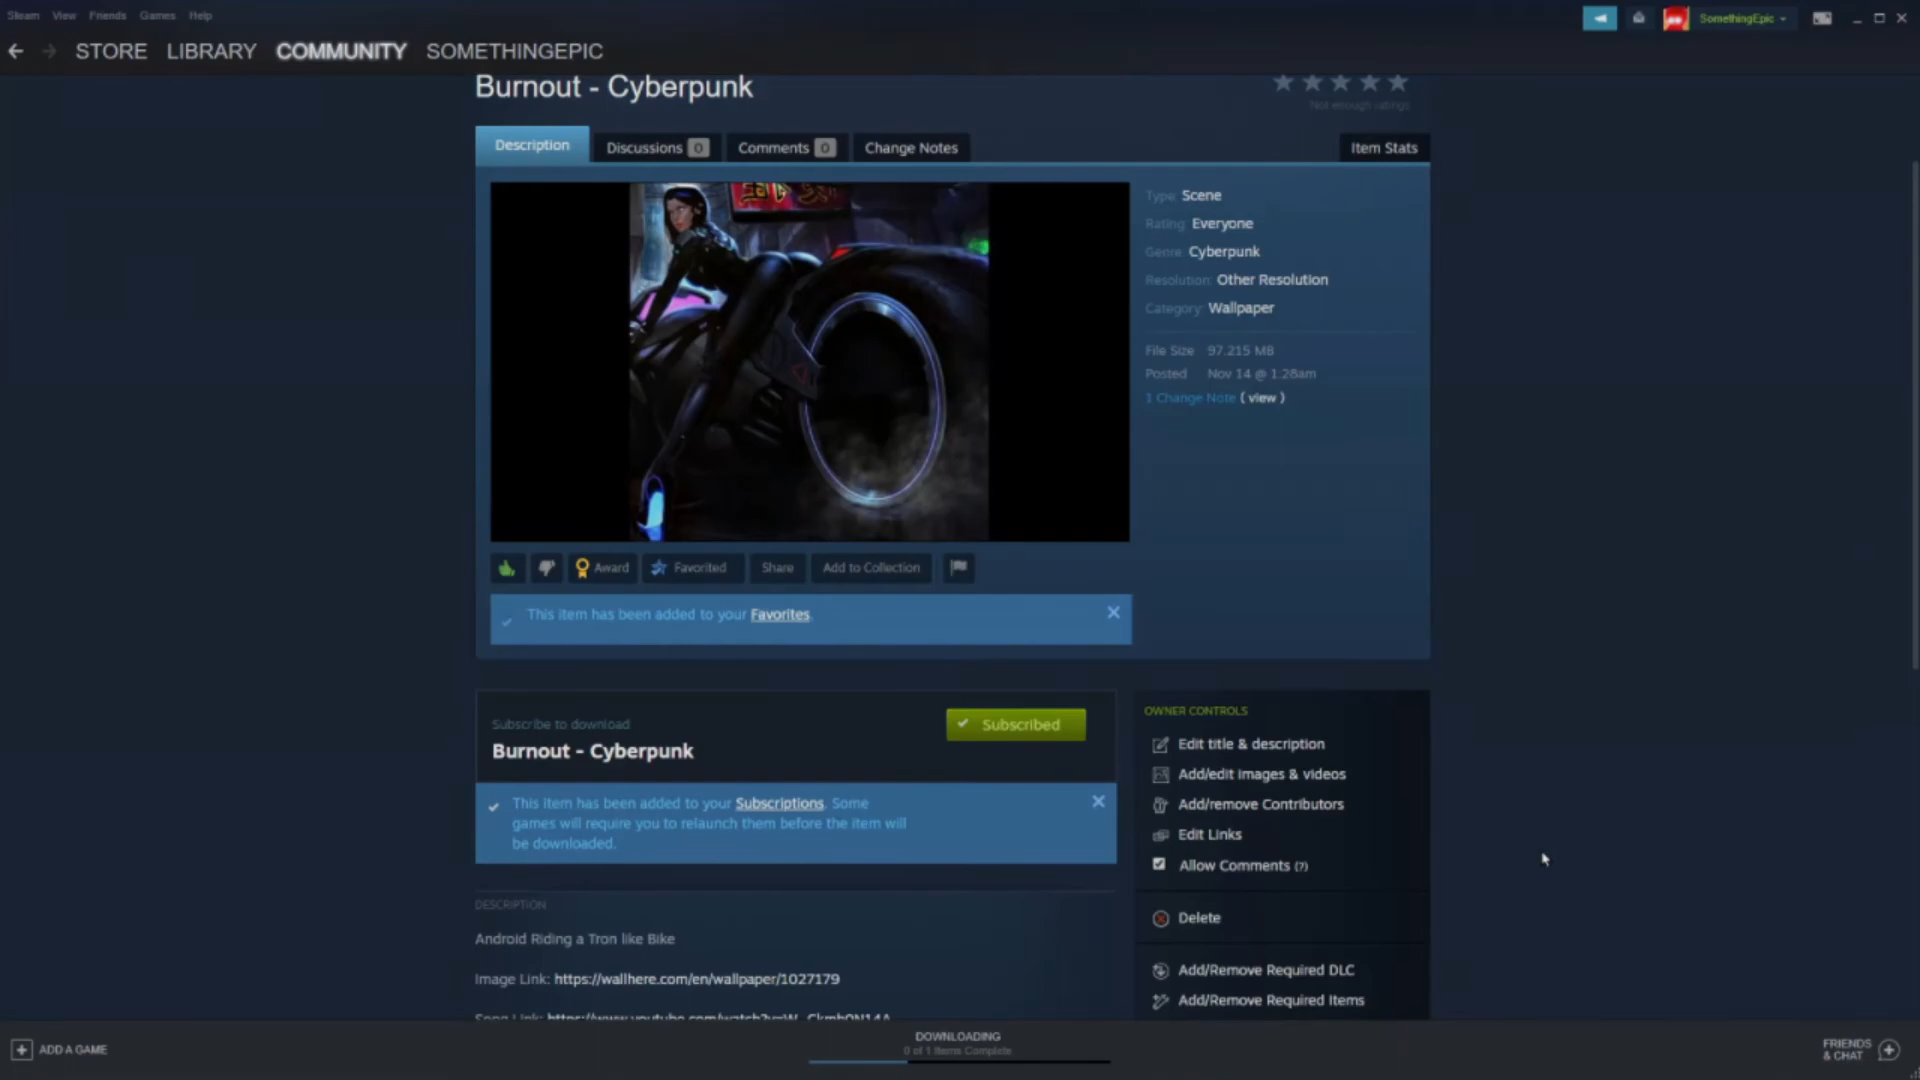 Steam View Friends Games Help
SomethingEpic
STORE LIBRARY COMMUNITY SOMETHINGEPIC
Burnout - Cyberpunk
Not enough ratings
Description Discussions 0 Comments 0 Change Notes Item Stats
Type: Scene
Rating: Everyone
Genre: Cyberpunk
Resolution: Other Resolution
Category: Wallpaper
File Size 97.215 MB
Posted Nov 14 @ 1:28am
1 Change Note ( view )
Award Favorited Share Add to Collection
This item has been added to your Favorites.
Subscribe to download
Burnout - Cyberpunk
Subscribed
This item has been added to your Subscriptions. Some
games will require you to relaunch them before the item will
be downloaded.
OWNER CONTROLS
Edit title & description
Add/edit images & videos
Add/remove Contributors
Edit Links
Allow Comments (?)
Delete
Add/Remove Required DLC
Add/Remove Required Items
DESCRIPTION
Android Riding a Tron like Bike
Image Link: https://wallhere.com/en/wallpaper/1027179
Song Link:
ADD A GAME
DOWNLOADING
0 of 1 Items Complete
FRIENDS
& CHAT